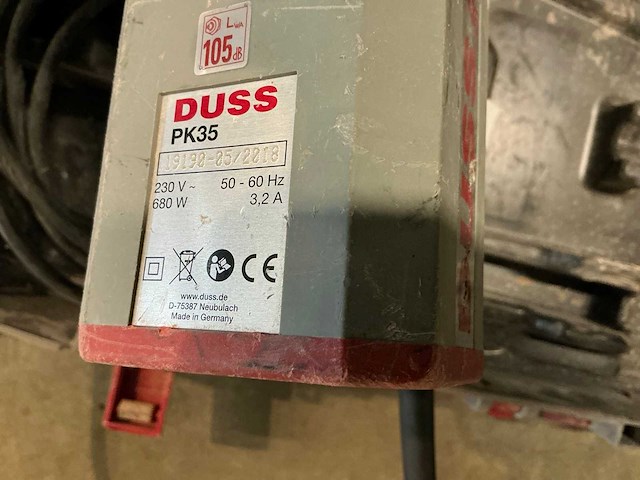 LWA
105dB
DUSS
PK35
19190-05/2018
230 V ~ 50 - 60 Hz
680 W 3,2 A
CE
www.duss.de
D-75387 Neubulach
Made in Germany